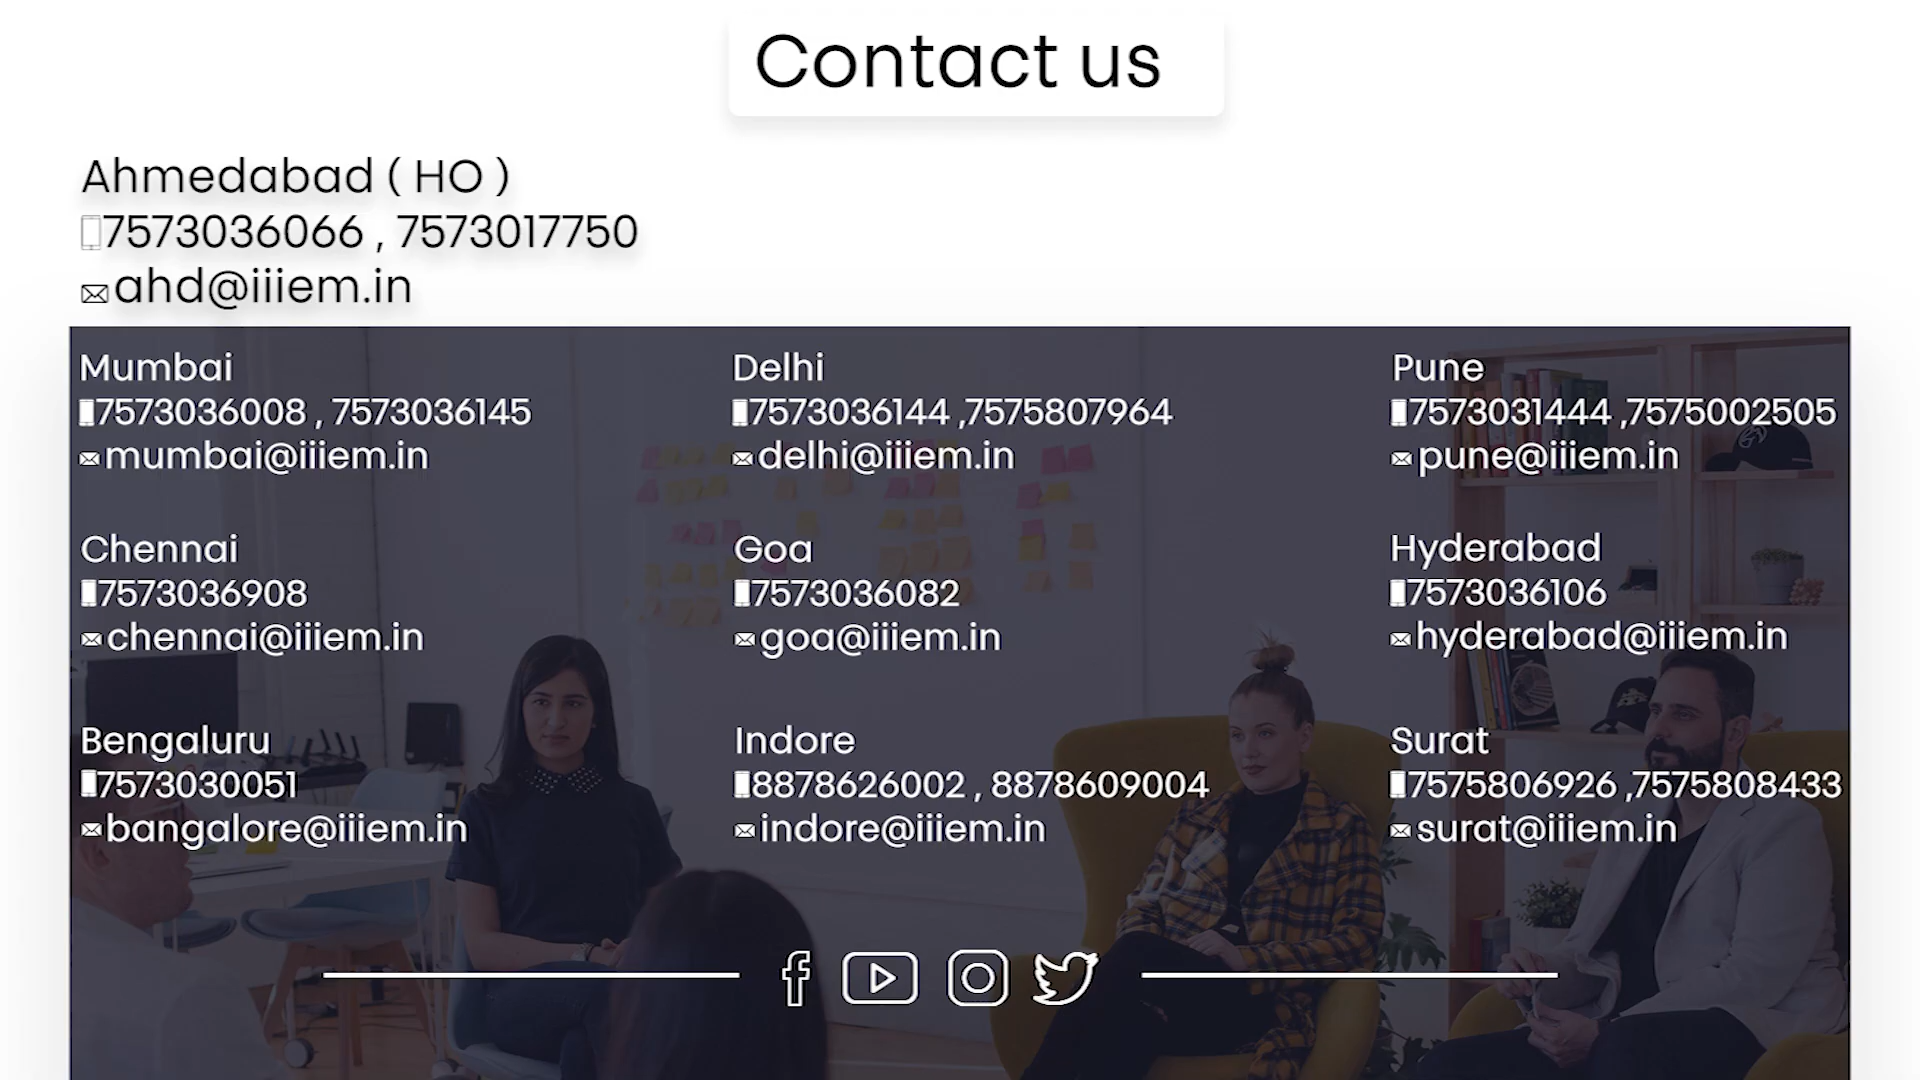 Contact us
Ahmedabad ( HO )
7573036066 , 7573017750
ahd@iiiem.in
Mumbai
7573036008 , 7573036145
mumbai@iiiem.in
Delhi
7573036144 ,7575807964
delhi@iiiem.in
Pune
7573031444 ,7575002505
pune@iiiem.in
Chennai
7573036908
chennai@iiiem.in
Goa
7573036082
goa@iiiem.in
Hyderabad
7573036106
hyderabad@iiiem.in
Bengaluru
7573030051
bangalore@iiiem.in
Indore
8878626002 , 8878609004
indore@iiiem.in
Surat
7575806926 ,7575808433
surat@iiiem.in